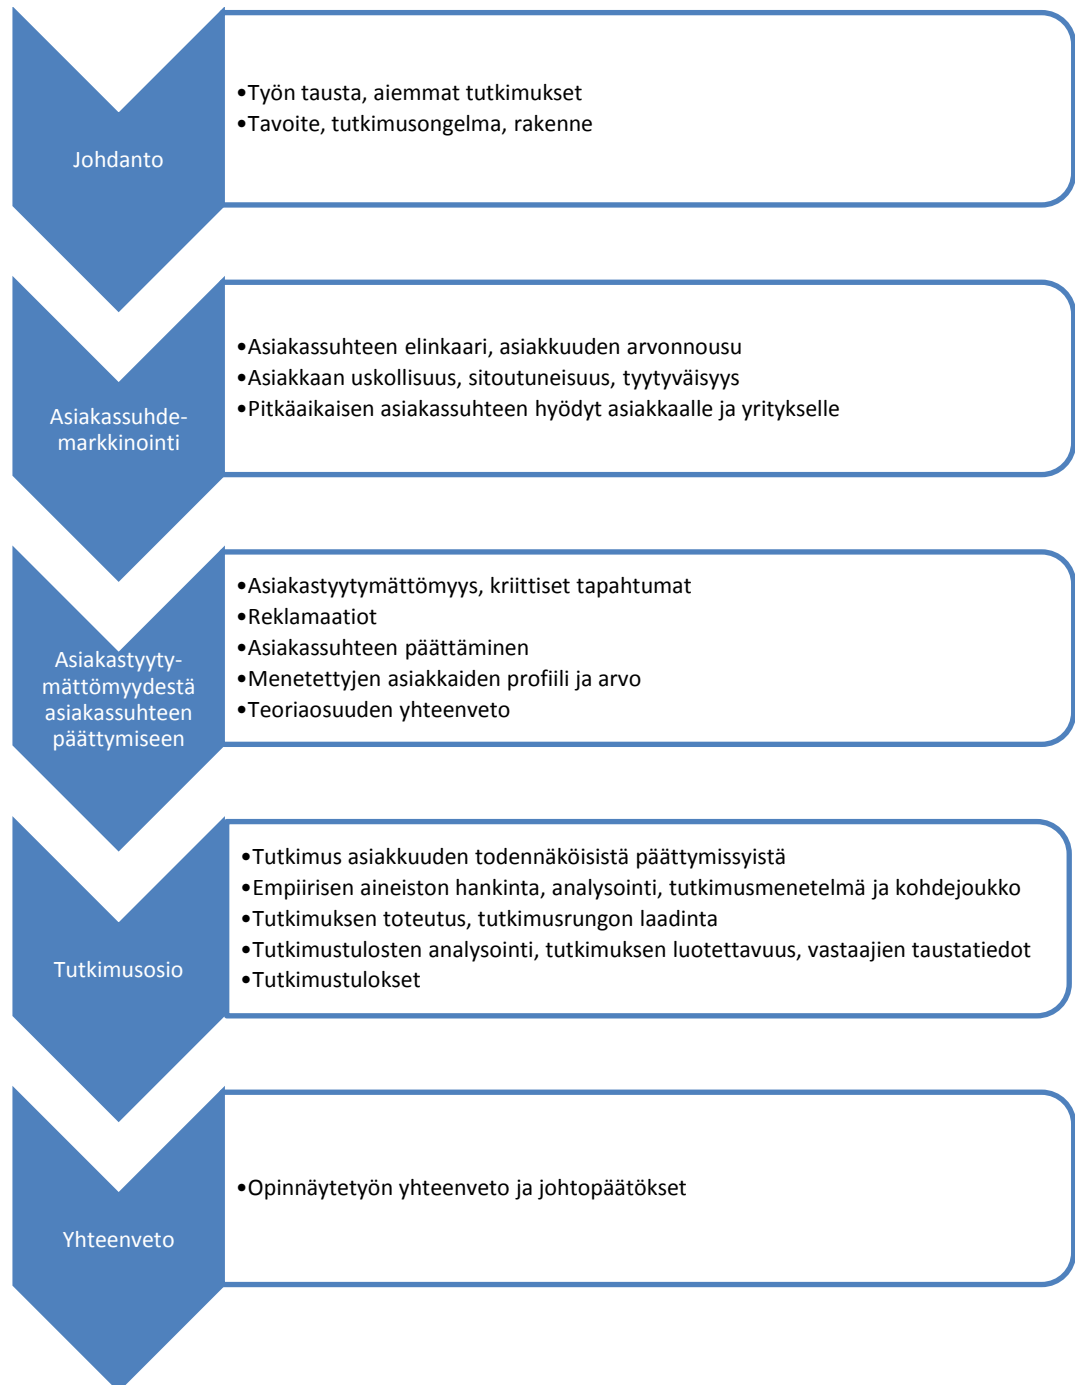 Johdanto
•Työn tausta, aiemmat tutkimukset
•Tavoite, tutkimusongelma, rakenne
Asiakassuhde-
markkinointi
•Asiakassuhteen elinkaari, asiakkuuden arvonnousu
•Asiakkaan uskollisuus, sitoutuneisuus, tyytyväisyys
•Pitkäaikaisen asiakassuhteen hyödyt asiakkaalle ja yritykselle
Asiakastyyty-
mättömyydestä
asiakassuhteen
päättymiseen
•Asiakastyytymättömyys, kriittiset tapahtumat
•Reklamaatiot
•Asiakassuhteen päättäminen
•Menetettyjen asiakkaiden profiili ja arvo
•Teoriaosuuden yhteenveto
Tutkimusosio
•Tutkimus asiakkuuden todennäköisistä päättymissyistä
•Empiirisen aineiston hankinta, analysointi, tutkimusmenetelmä ja kohdejoukko
•Tutkimuksen toteutus, tutkimusrungon laadinta
•Tutkimustulosten analysointi, tutkimuksen luotettavuus, vastaajien taustatiedot
•Tutkimustulokset
Yhteenveto
•Opinnäytetyön yhteenveto ja johtopäätökset